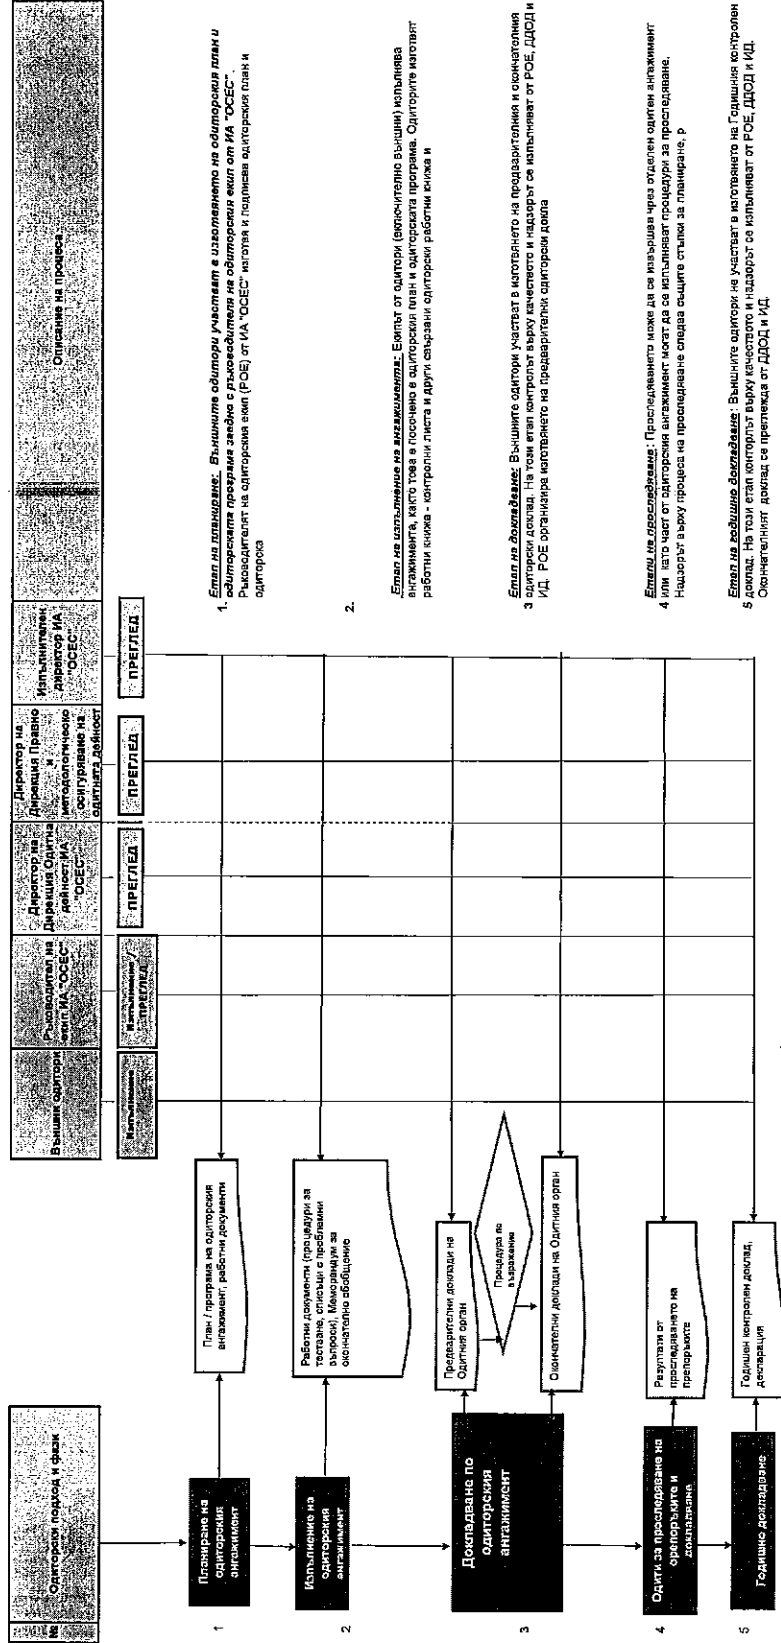 № Одиторски подход и фази
Външни одитори
Ръководител на
екип ИА "ОСЕС"
Директор на
Дирекция Одитна
дейност ИА
"ОСЕС"
Директор на
Дирекция Правно
и
методологическо
осигуряване на
одитната дейност
Изпълнителен
директор ИА
"ОСЕС"
Описание на процеса
Изпълнение
Изпълнение /
ПРЕГЛЕД
ПРЕГЛЕД
ПРЕГЛЕД
ПРЕГЛЕД
1
Планиране на
одиторския
ангажимент
План / програма на одиторския
ангажимент, работни документи
1. Етап на планиране: Външните одитори участват в изготвянето на одиторския план и
одиторската програма заедно с ръководителя на одиторския екип от ИА "ОСЕС".
Ръководителят на одиторския екип (РОЕ) от ИА "ОСЕС" изготвя и подписва одиторския план и
одиторска
2
Изпълнение на
одиторския
ангажимент
Работни документи (процедури за
тестване, списъци с проблемни
въпроси), Меморандум за
окончателно обобщение
2.
Етап на изпълнение на ангажимента: Екипът от одитори (включително външни) изпълнява
ангажимента, както това е посочено в одиторския план и одиторската програма. Одиторите изготвят
работни книжа - контролни листа и други свързани одиторски работни книжа и
3
Докладване по
одиторския
ангажимент
Предварителни доклади на
Одитния орган
Процедура по
възражение
Окончателни доклади на Одитния орган
Етап на докладване: Външните одитори участват в изготвянето на предварителния и окончателния
3 одиторски доклад. На този етап контролът върху качеството и надзорът се изпълняват от РОЕ, ДДОД и
ИД. РОЕ организира изготвянето на предварителни одиторски докла
4
Одити за проследяване на
препоръките и
докладване
Резултати от
проследяването на
препоръките
Етапи на проследяване: Проследяването може да се извършва чрез отделен одитен ангажимент
4 или като част от одиторския ангажимент могат да се изпълняват процедури за проследяване.
Надзорът върху процеса на проследяване следва същите стъпки за планиране, р
5
Годишно докладване
Годишен контролен доклад,
декларация
Етап на годишно докладване: Външните одитори не участват в изготвянето на Годишния контролен
5 доклад. На този етап контролът върху качеството и надзорът се изпълняват от РОЕ, ДДОД и ИД.
Окончателният доклад се преглежда от ДДОД и ИД.